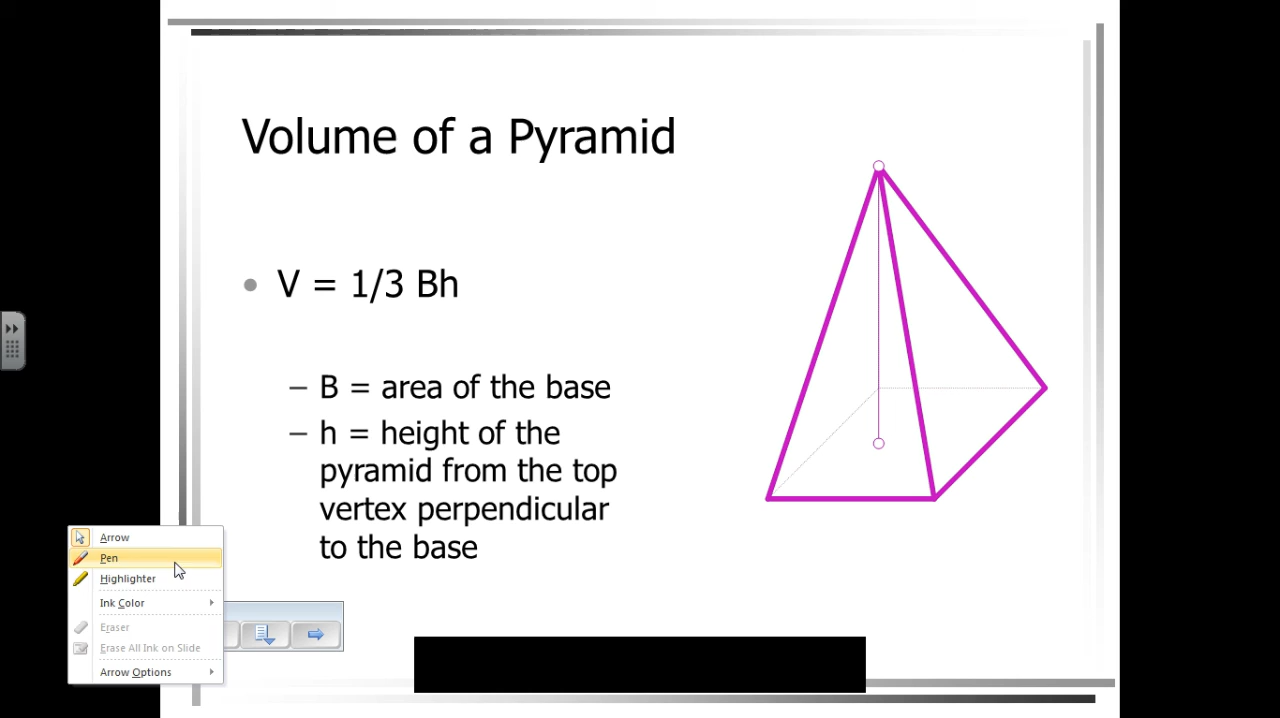 Volume of a Pyramid
• V = 1/3 Bh
– B = area of the base
– h = height of the
pyramid from the top
vertex perpendicular
to the base
Arrow
Pen
Highlighter
Ink Color
Eraser
Erase All Ink on Slide
Arrow Options